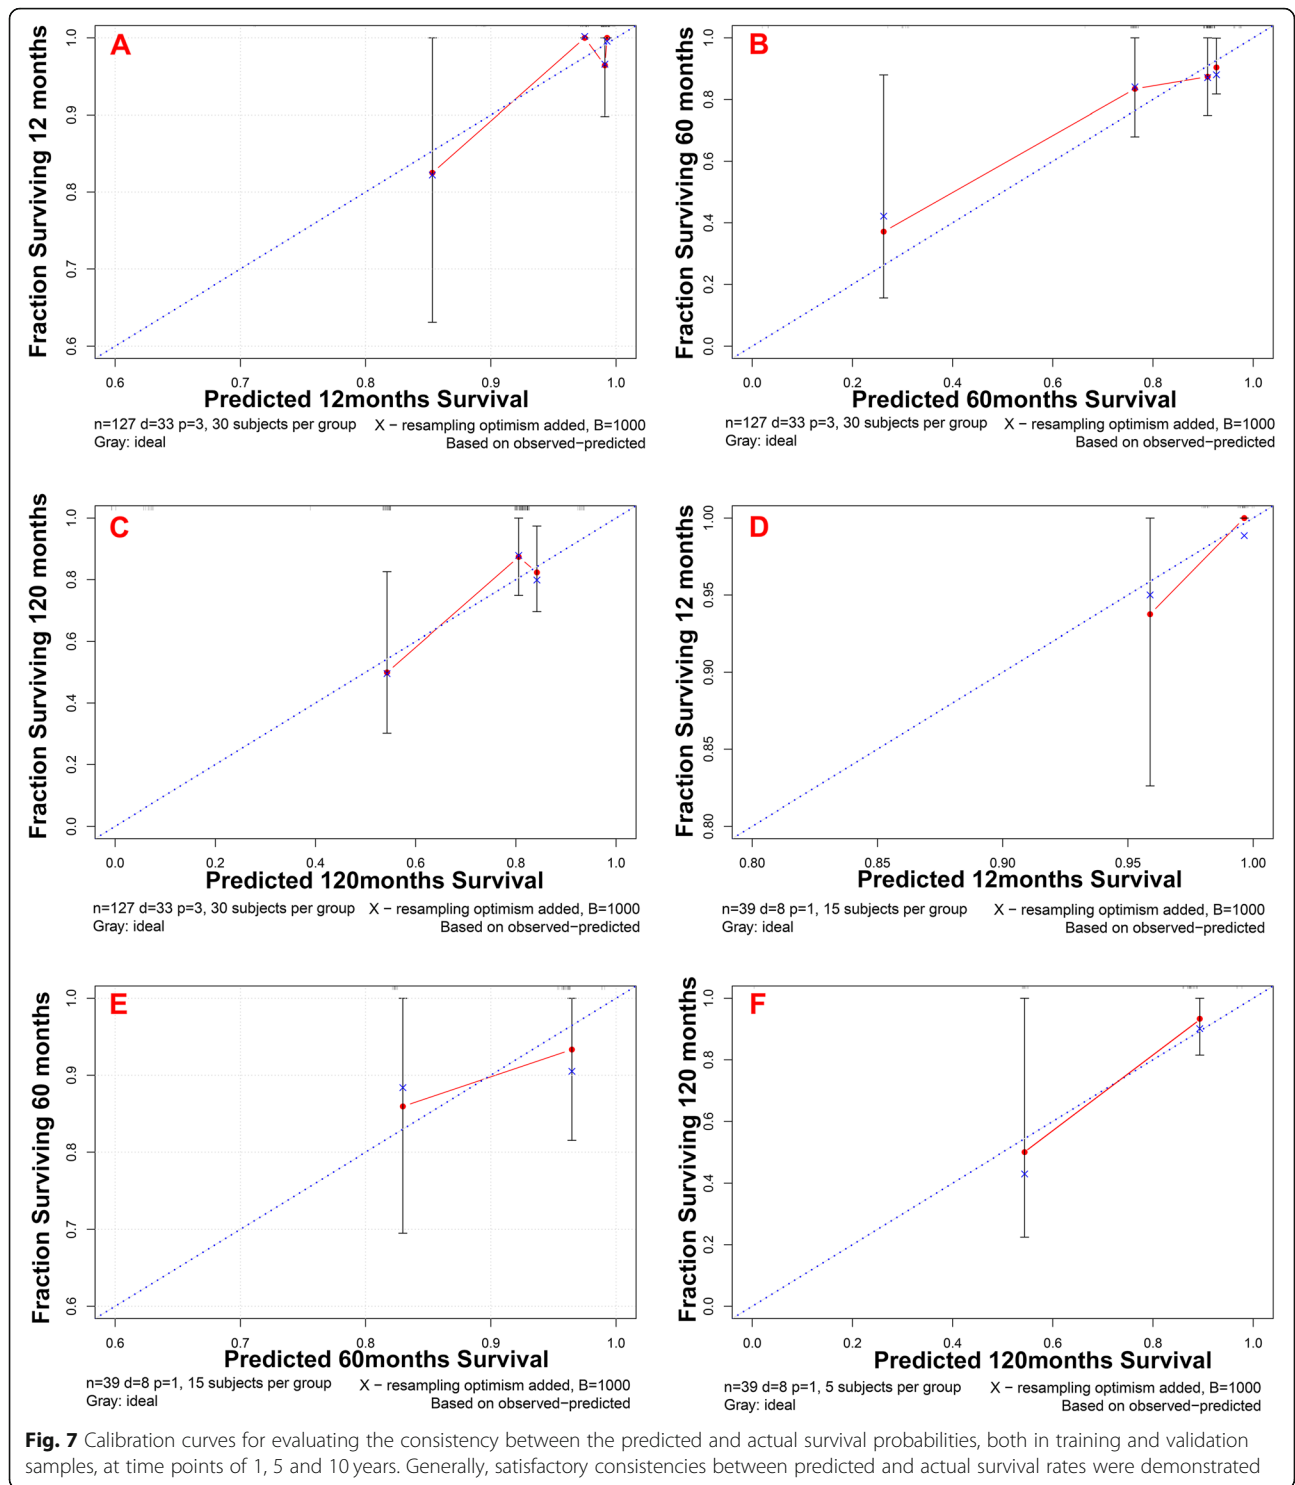 A
Fraction Surviving 12 months
1.0
0.9
0.8
0.7
0.6
0.6 0.7 0.8 0.9 1.0
Predicted 12months Survival
n=127 d=33 p=3, 30 subjects per group X − resampling optimism added, B=1000
Gray: ideal Based on observed−predicted
B
Fraction Surviving 60 months
1.0
0.8
0.6
0.4
0.2
0.0
0.0 0.2 0.4 0.6 0.8 1.0
Predicted 60months Survival
n=127 d=33 p=3, 30 subjects per group X − resampling optimism added, B=1000
Gray: ideal Based on observed−predicted
C
Fraction Surviving 120 months
1.0
0.8
0.6
0.4
0.2
0.0
0.0 0.2 0.4 0.6 0.8 1.0
Predicted 120months Survival
n=127 d=33 p=3, 30 subjects per group X − resampling optimism added, B=1000
Gray: ideal Based on observed−predicted
D
Fraction Surviving 12 months
1.00
0.95
0.90
0.85
0.80
0.80 0.85 0.90 0.95 1.00
Predicted 12months Survival
n=39 d=8 p=1, 15 subjects per group X − resampling optimism added, B=1000
Gray: ideal Based on observed−predicted
E
Fraction Surviving 60 months
1.0
0.9
0.8
0.7
0.6
0.6 0.7 0.8 0.9 1.0
Predicted 60months Survival
n=39 d=8 p=1, 15 subjects per group X − resampling optimism added, B=1000
Gray: ideal Based on observed−predicted
F
Fraction Surviving 120 months
1.0
0.8
0.6
0.4
0.2
0.0
0.0 0.2 0.4 0.6 0.8 1.0
Predicted 120months Survival
n=39 d=8 p=1, 5 subjects per group X − resampling optimism added, B=1000
Gray: ideal Based on observed−predicted
Fig. 7 Calibration curves for evaluating the consistency between the predicted and actual survival probabilities, both in training and validation
samples, at time points of 1, 5 and 10 years. Generally, satisfactory consistencies between predicted and actual survival rates were demonstrated